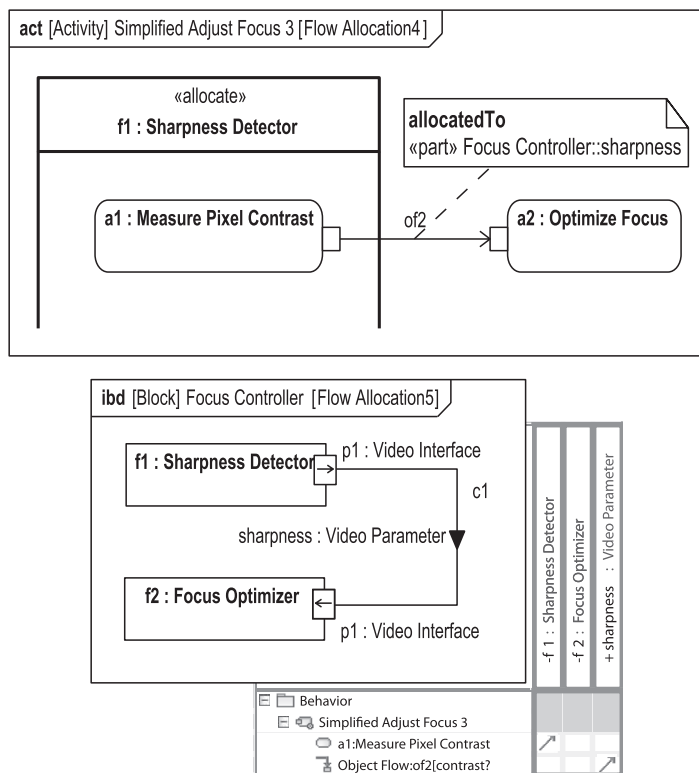 act [Activity] Simplified Adjust Focus 3 [Flow Allocation4]
«allocate»
f1 : Sharpness Detector
allocatedTo
«part» Focus Controller::sharpness
a1 : Measure Pixel Contrast
of2
a2 : Optimize Focus
ibd [Block] Focus Controller [Flow Allocation5]
f1 : Sharpness Detector
p1 : Video Interface
c1
sharpness : Video Parameter
f2 : Focus Optimizer
p1 : Video Interface
-f 1 : Sharpness Detector
-f 2 : Focus Optimizer
+ sharpness : Video Parameter
Behavior
Simplified Adjust Focus 3
a1:Measure Pixel Contrast
Object Flow:of2[contrast?